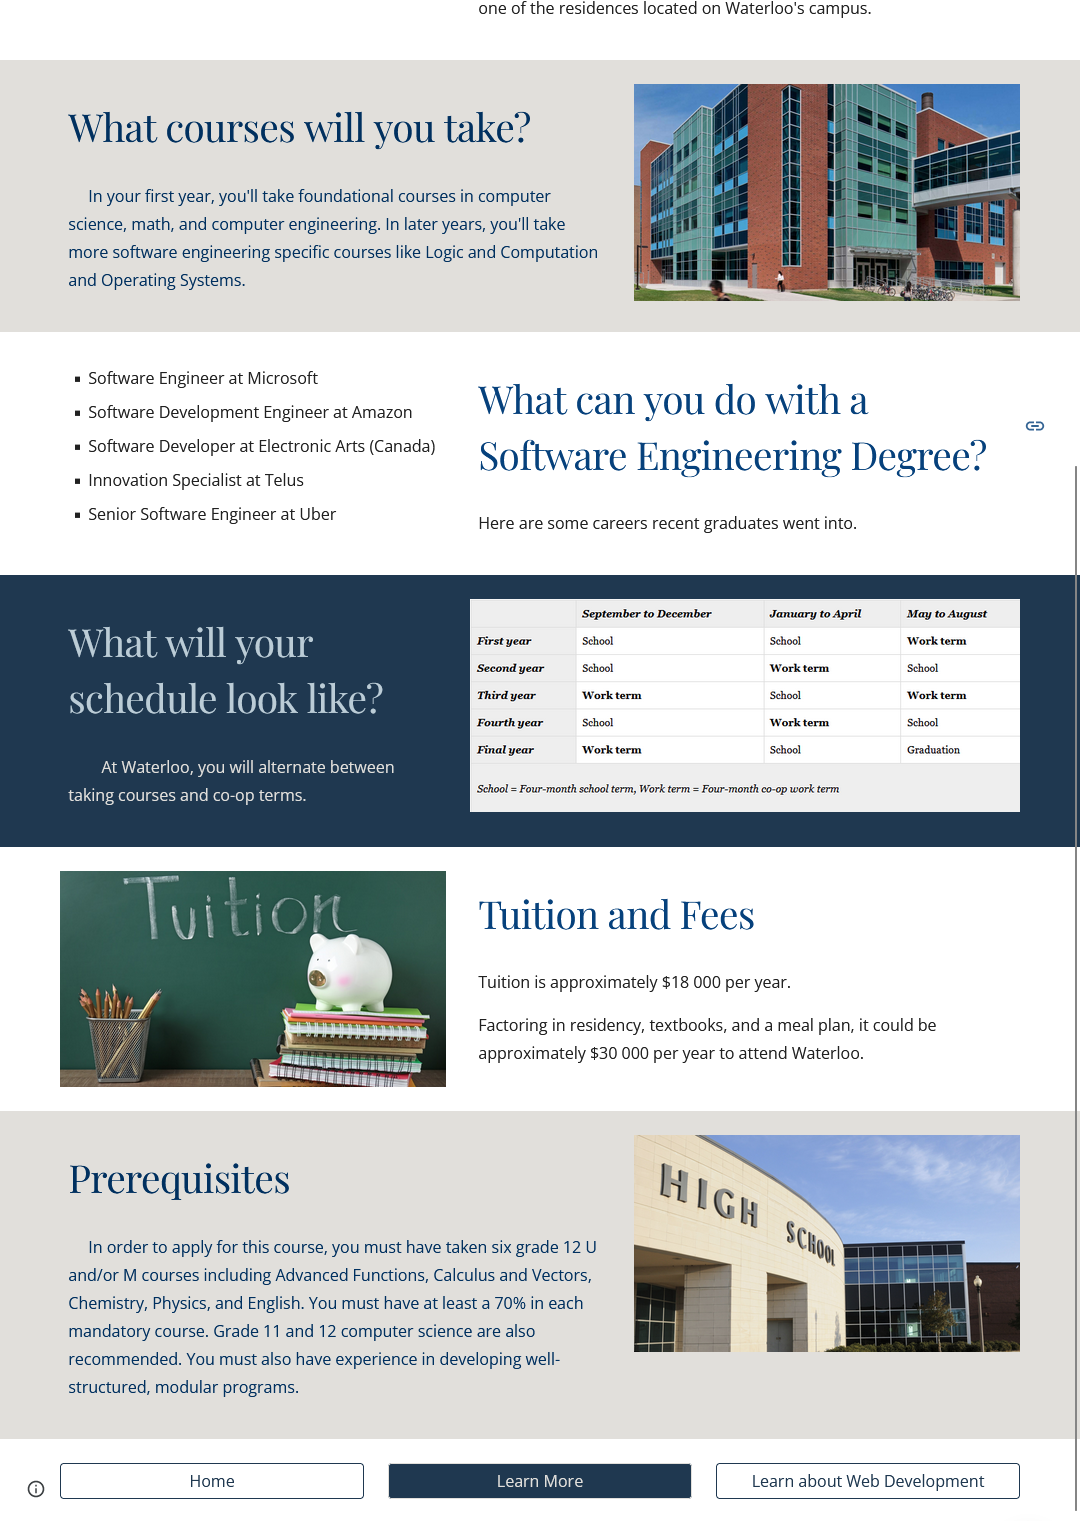 one of the residences located on Waterloo's campus.
What courses will you take?
In your first year, you'll take foundational courses in computer
science, math, and computer engineering. In later years, you'll take
more software engineering specific courses like Logic and Computation
and Operating Systems.
▪ Software Engineer at Microsoft
▪ Software Development Engineer at Amazon
▪ Software Developer at Electronic Arts (Canada)
▪ Innovation Specialist at Telus
▪ Senior Software Engineer at Uber
What can you do with a
Software Engineering Degree?
Here are some careers recent graduates went into.
What will your
schedule look like?
At Waterloo, you will alternate between
taking courses and co-op terms.
September to December January to April May to August
First year School School Work term
Second year School Work term School
Third year Work term School Work term
Fourth year School Work term School
Final year Work term School Graduation
School = Four-month school term, Work term = Four-month co-op work term
Tuition
Tuition and Fees
Tuition is approximately $18 000 per year.
Factoring in residency, textbooks, and a meal plan, it could be
approximately $30 000 per year to attend Waterloo.
Prerequisites
In order to apply for this course, you must have taken six grade 12 U
and/or M courses including Advanced Functions, Calculus and Vectors,
Chemistry, Physics, and English. You must have at least a 70% in each
mandatory course. Grade 11 and 12 computer science are also
recommended. You must also have experience in developing well-
structured, modular programs.
HIGH SCHOOL
Home
Learn More
Learn about Web Development